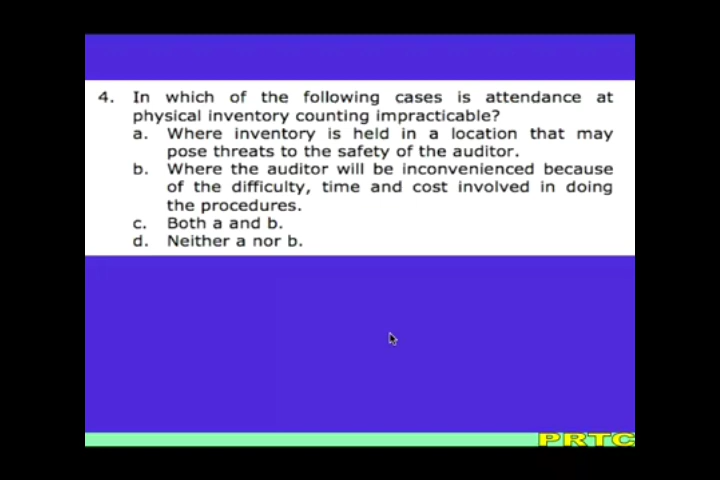 4. In which of the following cases is attendance at
physical inventory counting impracticable?
a. Where inventory is held in a location that may
pose threats to the safety of the auditor.
b. Where the auditor will be inconvenienced because
of the difficulty, time and cost involved in doing
the procedures.
c. Both a and b.
d. Neither a nor b.
PRTC